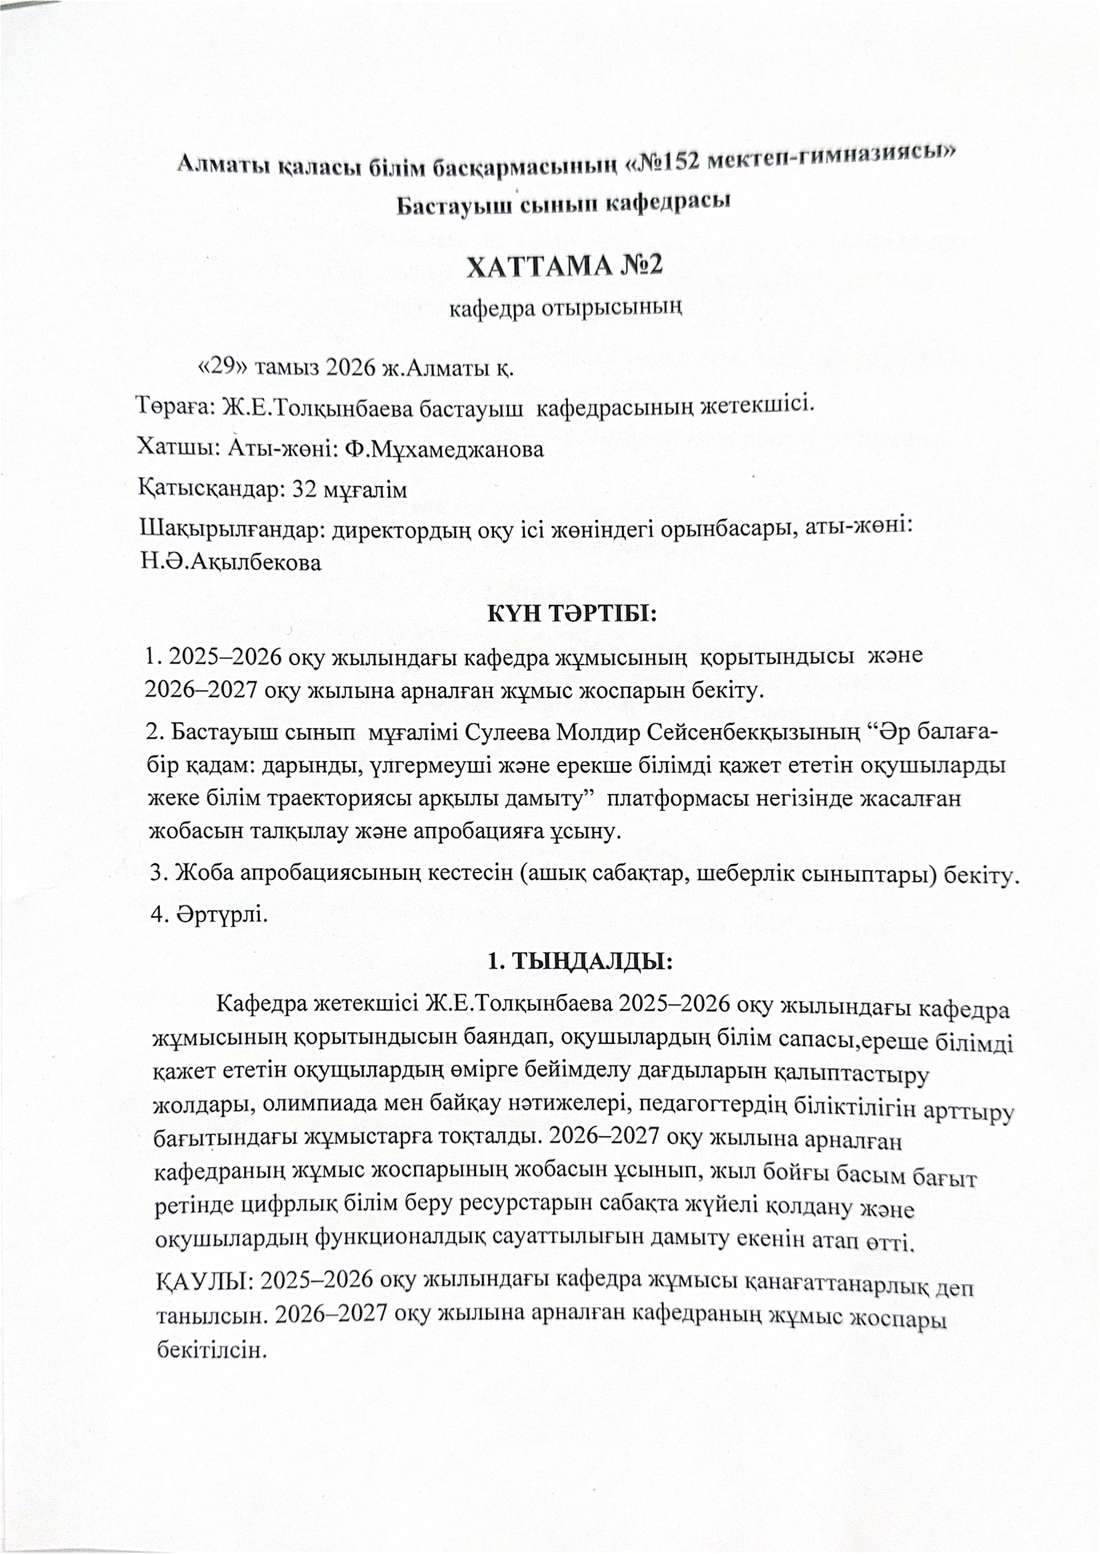 Алматы қаласы білім басқармасының «№152 мектеп-гимназиясы»
Бастауыш сынып кафедрасы
ХАТТАМА №2
кафедра отырысының
«29» тамыз 2026 ж.Алматы қ.
Төраға: Ж.Е.Толқынбаева бастауыш кафедрасының жетекшісі.
Хатшы: Аты-жөні: Ф.Мұхамеджанова
Қатысқандар: 32 мұғалім
Шақырылғандар: директордың оқу ісі жөніндегі орынбасары, аты-жөні:
Н.Ә.Ақылбекова
КҮН ТӘРТІБІ:
1. 2025–2026 оқу жылындағы кафедра жұмысының қорытындысы және
2026–2027 оқу жылына арналған жұмыс жоспарын бекіту.
2. Бастауыш сынып мұғалімі Сулеева Молдир Сейсенбекқызының “Әр балаға-
бір қадам: дарынды, үлгермеуші және ерекше білімді қажет ететін оқушыларды
жеке білім траекториясы арқылы дамыту” платформасы негізінде жасалған
жобасын талқылау және апробацияға ұсыну.
3. Жоба апробациясының кестесін (ашық сабақтар, шеберлік сыныптары) бекіту.
4. Әртүрлі.
1. ТЫҢДАЛДЫ:
Кафедра жетекшісі Ж.Е.Толқынбаева 2025–2026 оқу жылындағы кафедра
жұмысының қорытындысын баяндап, оқушылардың білім сапасы,ереше білімді
қажет ететін оқущылардың өмірге бейімделу дағдыларын қалыптастыру
жолдары, олимпиада мен байқау нәтижелері, педагогтердің біліктілігін арттыру
бағытындағы жұмыстарға тоқталды. 2026–2027 оқу жылына арналған
кафедраның жұмыс жоспарының жобасын ұсынып, жыл бойғы басым бағыт
ретінде цифрлық білім беру ресурстарын сабақта жүйелі қолдану және
оқушылардың функционалдық сауаттылығын дамыту екенін атап өтті.
ҚАУЛЫ: 2025–2026 оқу жылындағы кафедра жұмысы қанағаттанарлық деп
танылсын. 2026–2027 оқу жылына арналған кафедраның жұмыс жоспары
бекітілсін.